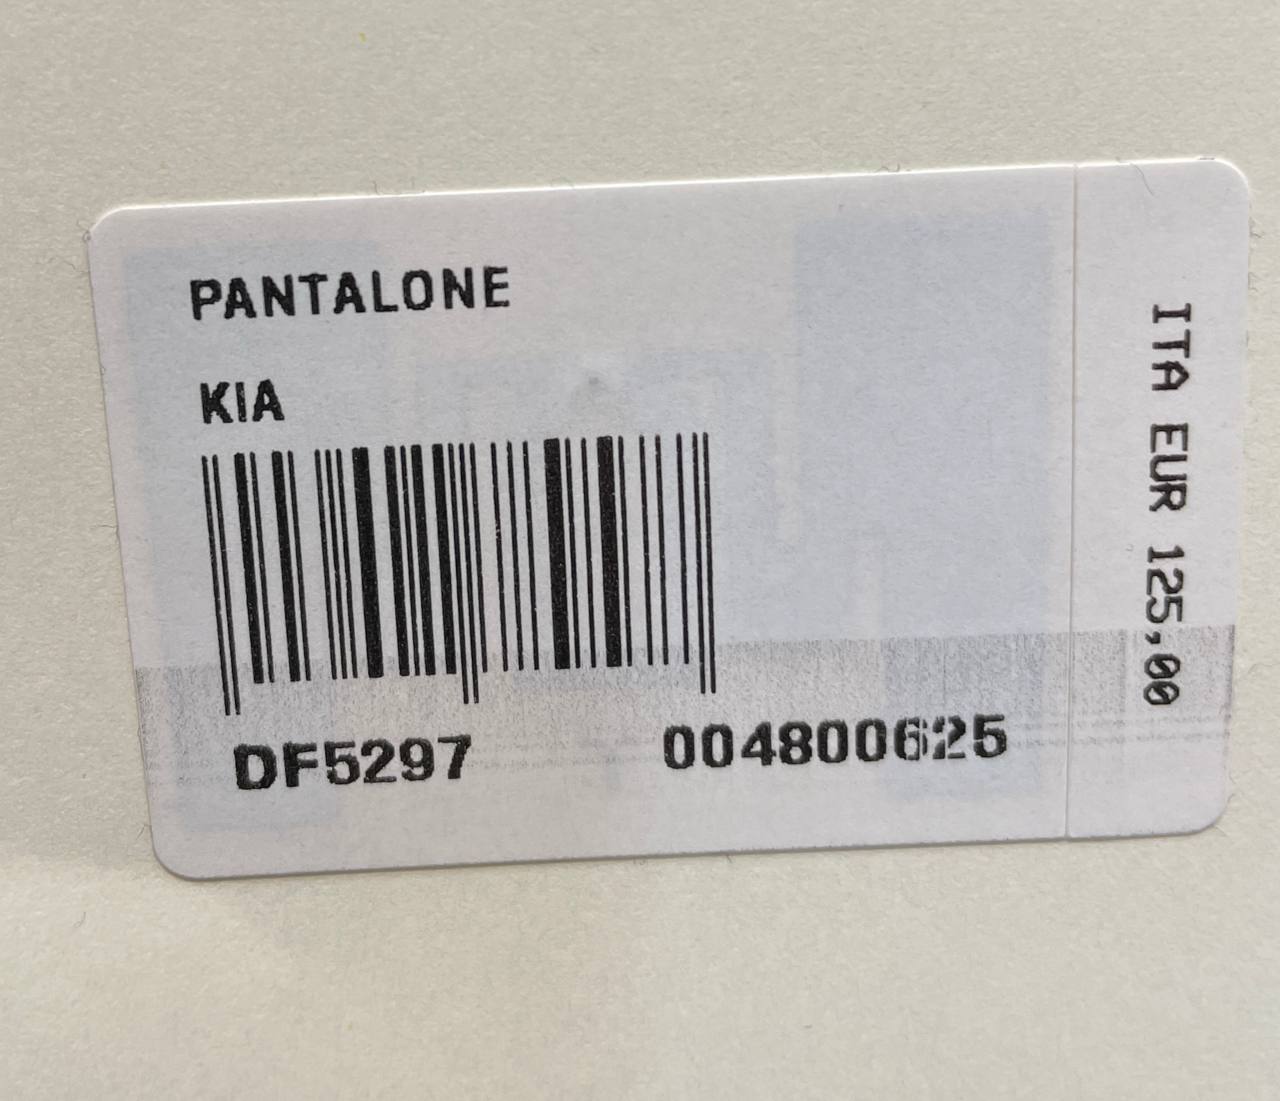 PANTALONE
KIA
DF5297 004800625
ITA EUR 125,00